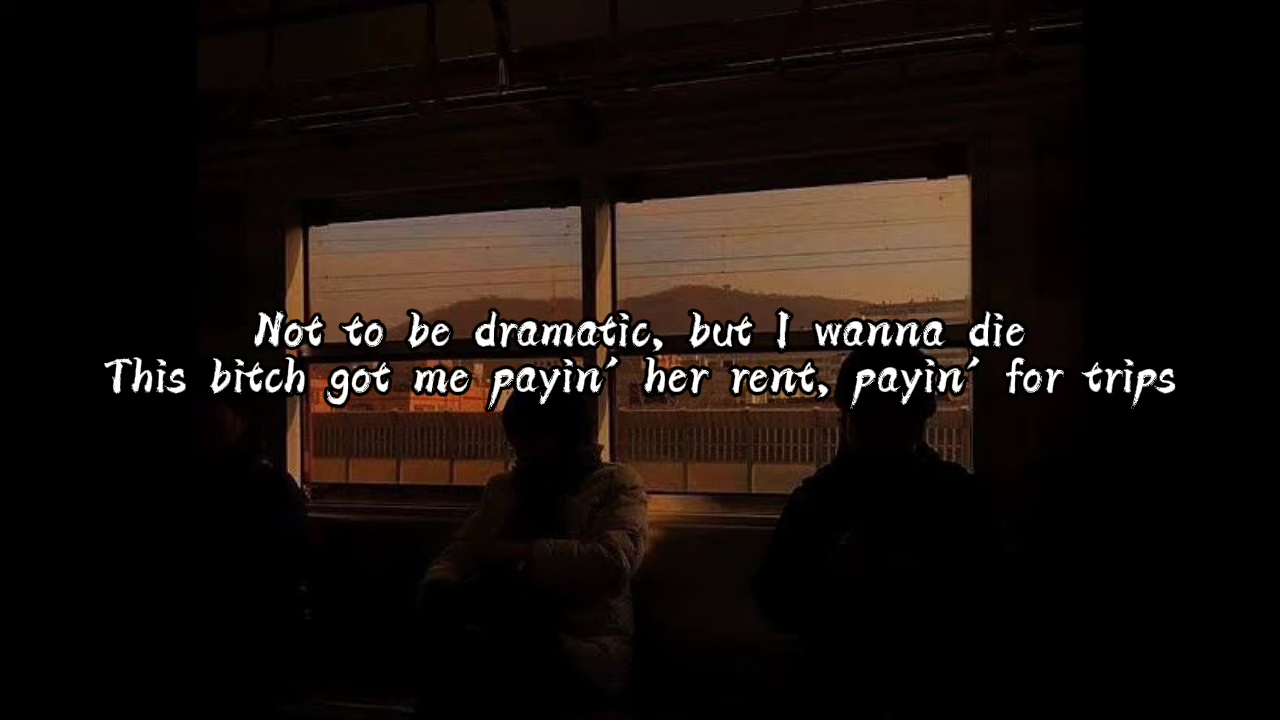 Not to be dramatic, but I wanna die
This bitch got me payin´ her rent, payin´ for trips